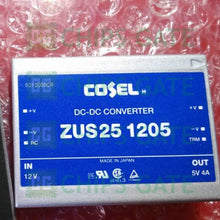 COSEL
DC-DC CONVERTER
+V +V
ZUS25 1205
-V -V
RC TRM
MADE IN JAPAN
IN OUT
12V 5V 4A